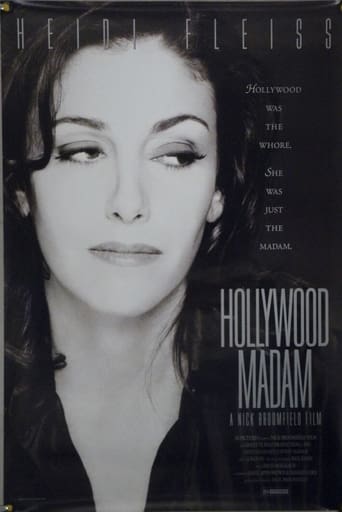 HEIDI FLEISS
HOLLYWOOD
WAS
THE
WHORE.
SHE
WAS
JUST
THE
MADAM.
HOLLYWOOD
MADAM
A NICK BROOMFIELD FILM